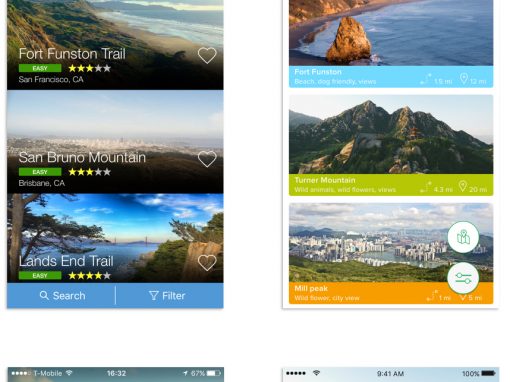 Fort Funston Trail
EASY
San Francisco, CA
San Bruno Mountain
EASY
Brisbane, CA
Lands End Trail
EASY
Search
Filter
Fort Funston
Beach, dog friendly, views
1.5 mi
12 mi
Turner Mountain
Wild animals, wild flowers, views
4.3 mi
20 mi
Mill peak
Wild flower, city view
1 mi
5 mi
T-Mobile
16:32
67%
9:41 AM
100%